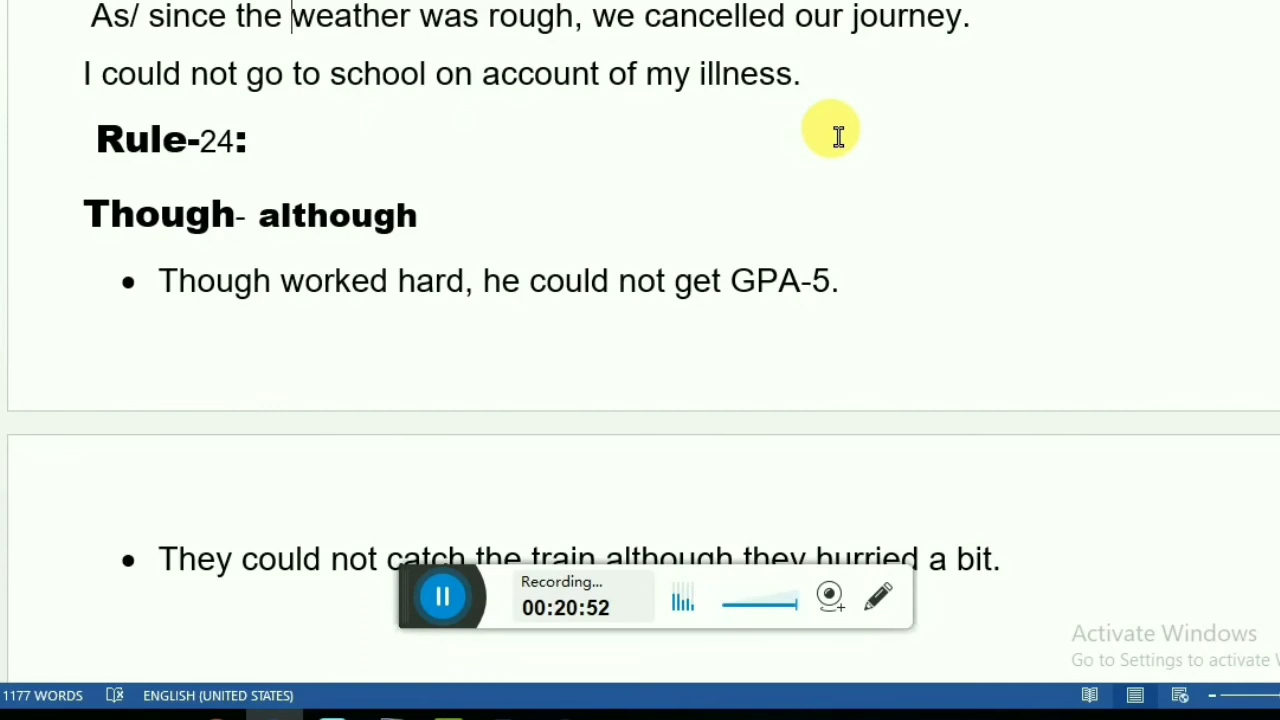 As/ since the weather was rough, we cancelled our journey.
I could not go to school on account of my illness.
Rule-24:
Though- although
• Though worked hard, he could not get GPA-5.
• They could not catch the train although they hurried a bit.
Recording...
00:20:52
Activate Windows
Go to Settings to activate
1177 WORDS ENGLISH (UNITED STATES)